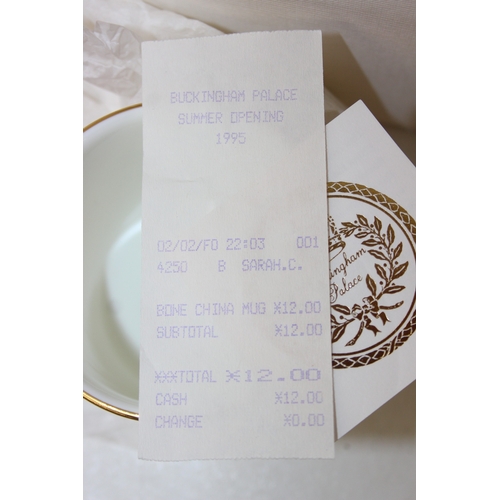 BUCKINGHAM PALACE
SUMMER OPENING
1995
02/02/F0 22:03 001
4250 B SARAH.C.
BONE CHINA MUG ¥12.00
SUBTOTAL ¥12.00
¥¥¥TOTAL ¥12.00
CASH ¥12.00
CHANGE ¥0.00
ingham
Palace